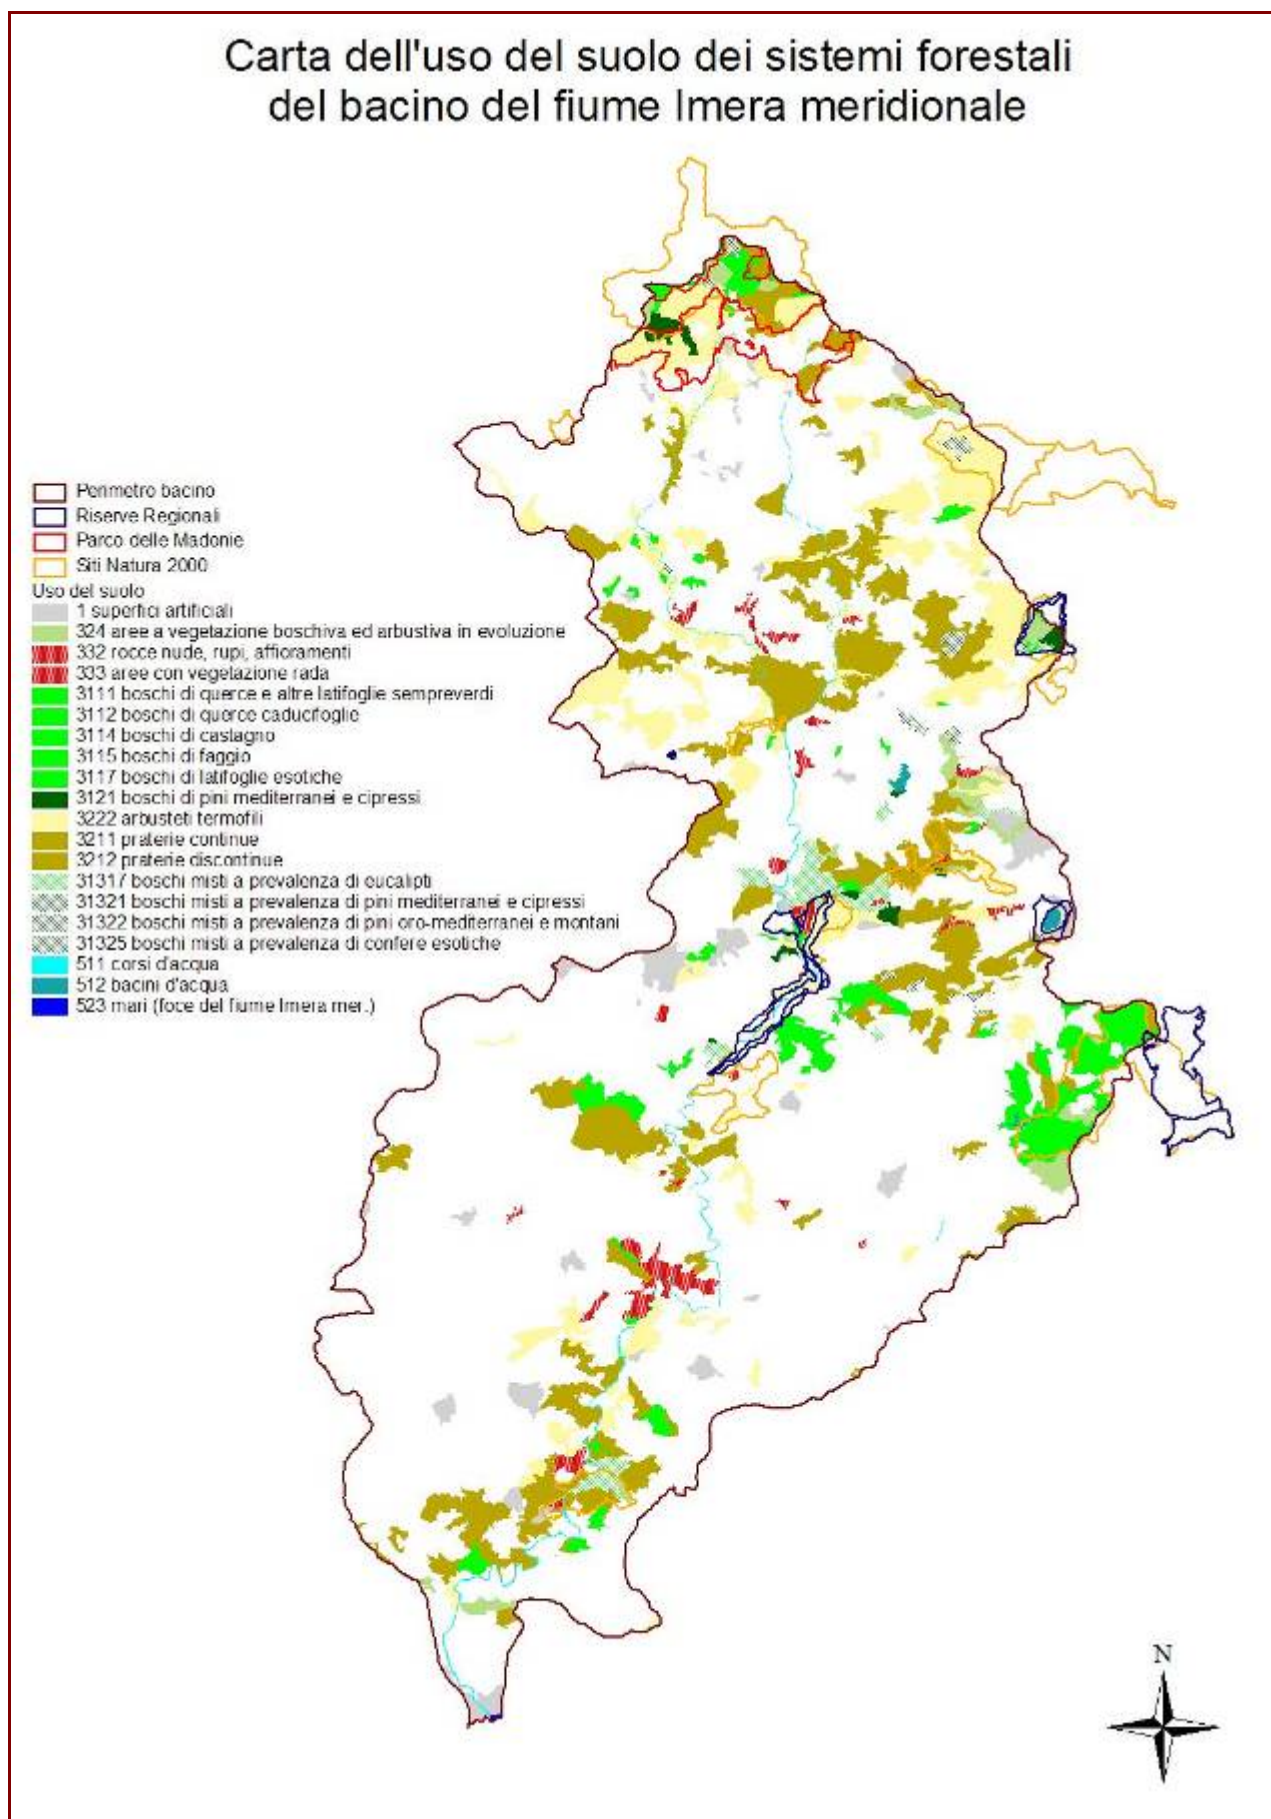 Carta dell'uso del suolo dei sistemi forestali
del bacino del fiume Imera meridionale
Perimetro bacino
Riserve Regionali
Parco delle Madonie
Siti Natura 2000
Uso del suolo
1 superfici artificiali
324 aree a vegetazione boschiva ed arbustiva in evoluzione
332 rocce nude, rupi, affioramenti
333 aree con vegetazione rada
3111 boschi di querce e altre latifoglie sempreverdi
3112 boschi di querce caducifoglie
3114 boschi di castagno
3115 boschi di faggio
3117 boschi di latifoglie esotiche
3121 boschi di pini mediterranei e cipressi
3222 arbusteti termofili
3211 praterie continue
3212 praterie discontinue
31317 boschi misti a prevalenza di eucalipti
31321 boschi misti a prevalenza di pini mediterranei e cipressi
31322 boschi misti a prevalenza di pini oro-mediterranei e montani
31325 boschi misti a prevalenza di confere esotiche
511 corsi d'acqua
512 bacini d'acqua
523 mari (foce del fiume Imera mer.)
N